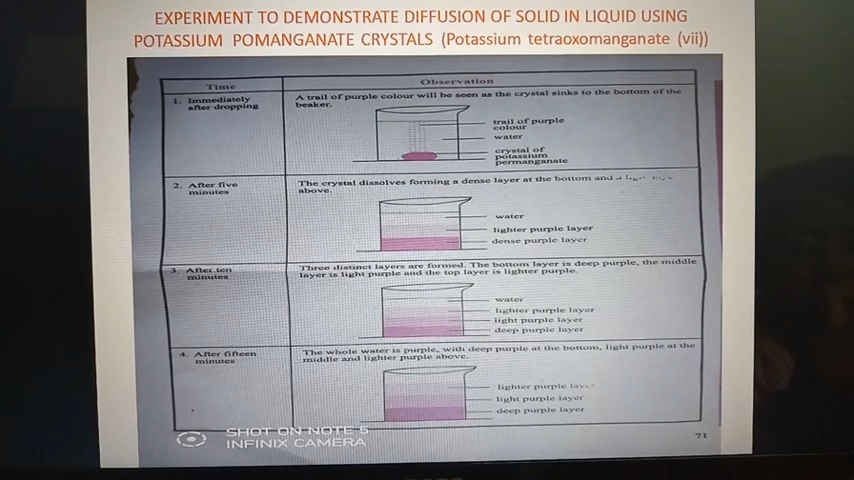 EXPERIMENT TO DEMONSTRATE DIFFUSION OF SOLID IN LIQUID USING
POTASSIUM POMANGANATE CRYSTALS (Potassium tetraoxomanganate (vii))
Time
Observation
1. Immediately
after dropping
A trail of purple colour will be seen as the crystal sinks to the bottom of the
beaker.
trail of purple
colour
water
crystal of
potassium
permanganate
2. After five
minutes
The crystal dissolves forming a dense layer at the bottom and a
above.
water
lighter purple layer
dense purple layer
3. After ten
minutes
Three distinct layers are formed. The bottom layer is deep purple, the middle
layer is light purple and the top layer is lighter purple.
water
lighter purple layer
light purple layer
deep purple layer
4. After fifteen
minutes
The whole water is purple, with deep purple at the bottom, light purple at the
middle and lighter purple above.
lighter purple layer
light purple layer
deep purple layer
SHOT ON NOTE 5
INFINIX CAMERA
71